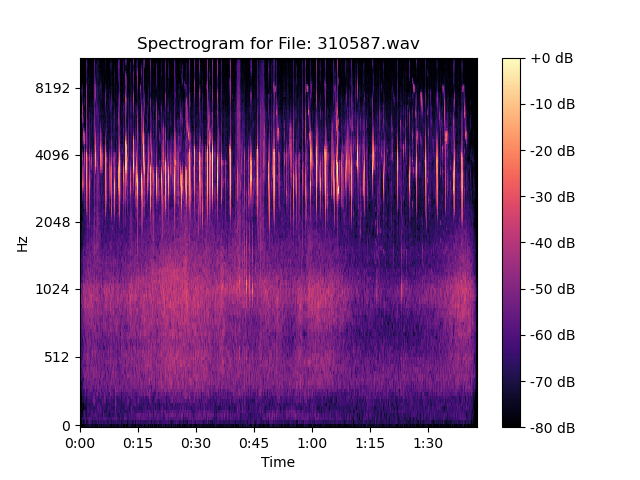 Spectrogram for File: 310587.wav
+0 dB
8192
-10 dB
4096
-20 dB
-30 dB
2048
Hz
-40 dB
1024
-50 dB
512
-60 dB
-70 dB
0
-80 dB
0:00 0:15 0:30 0:45 1:00 1:15 1:30
Time